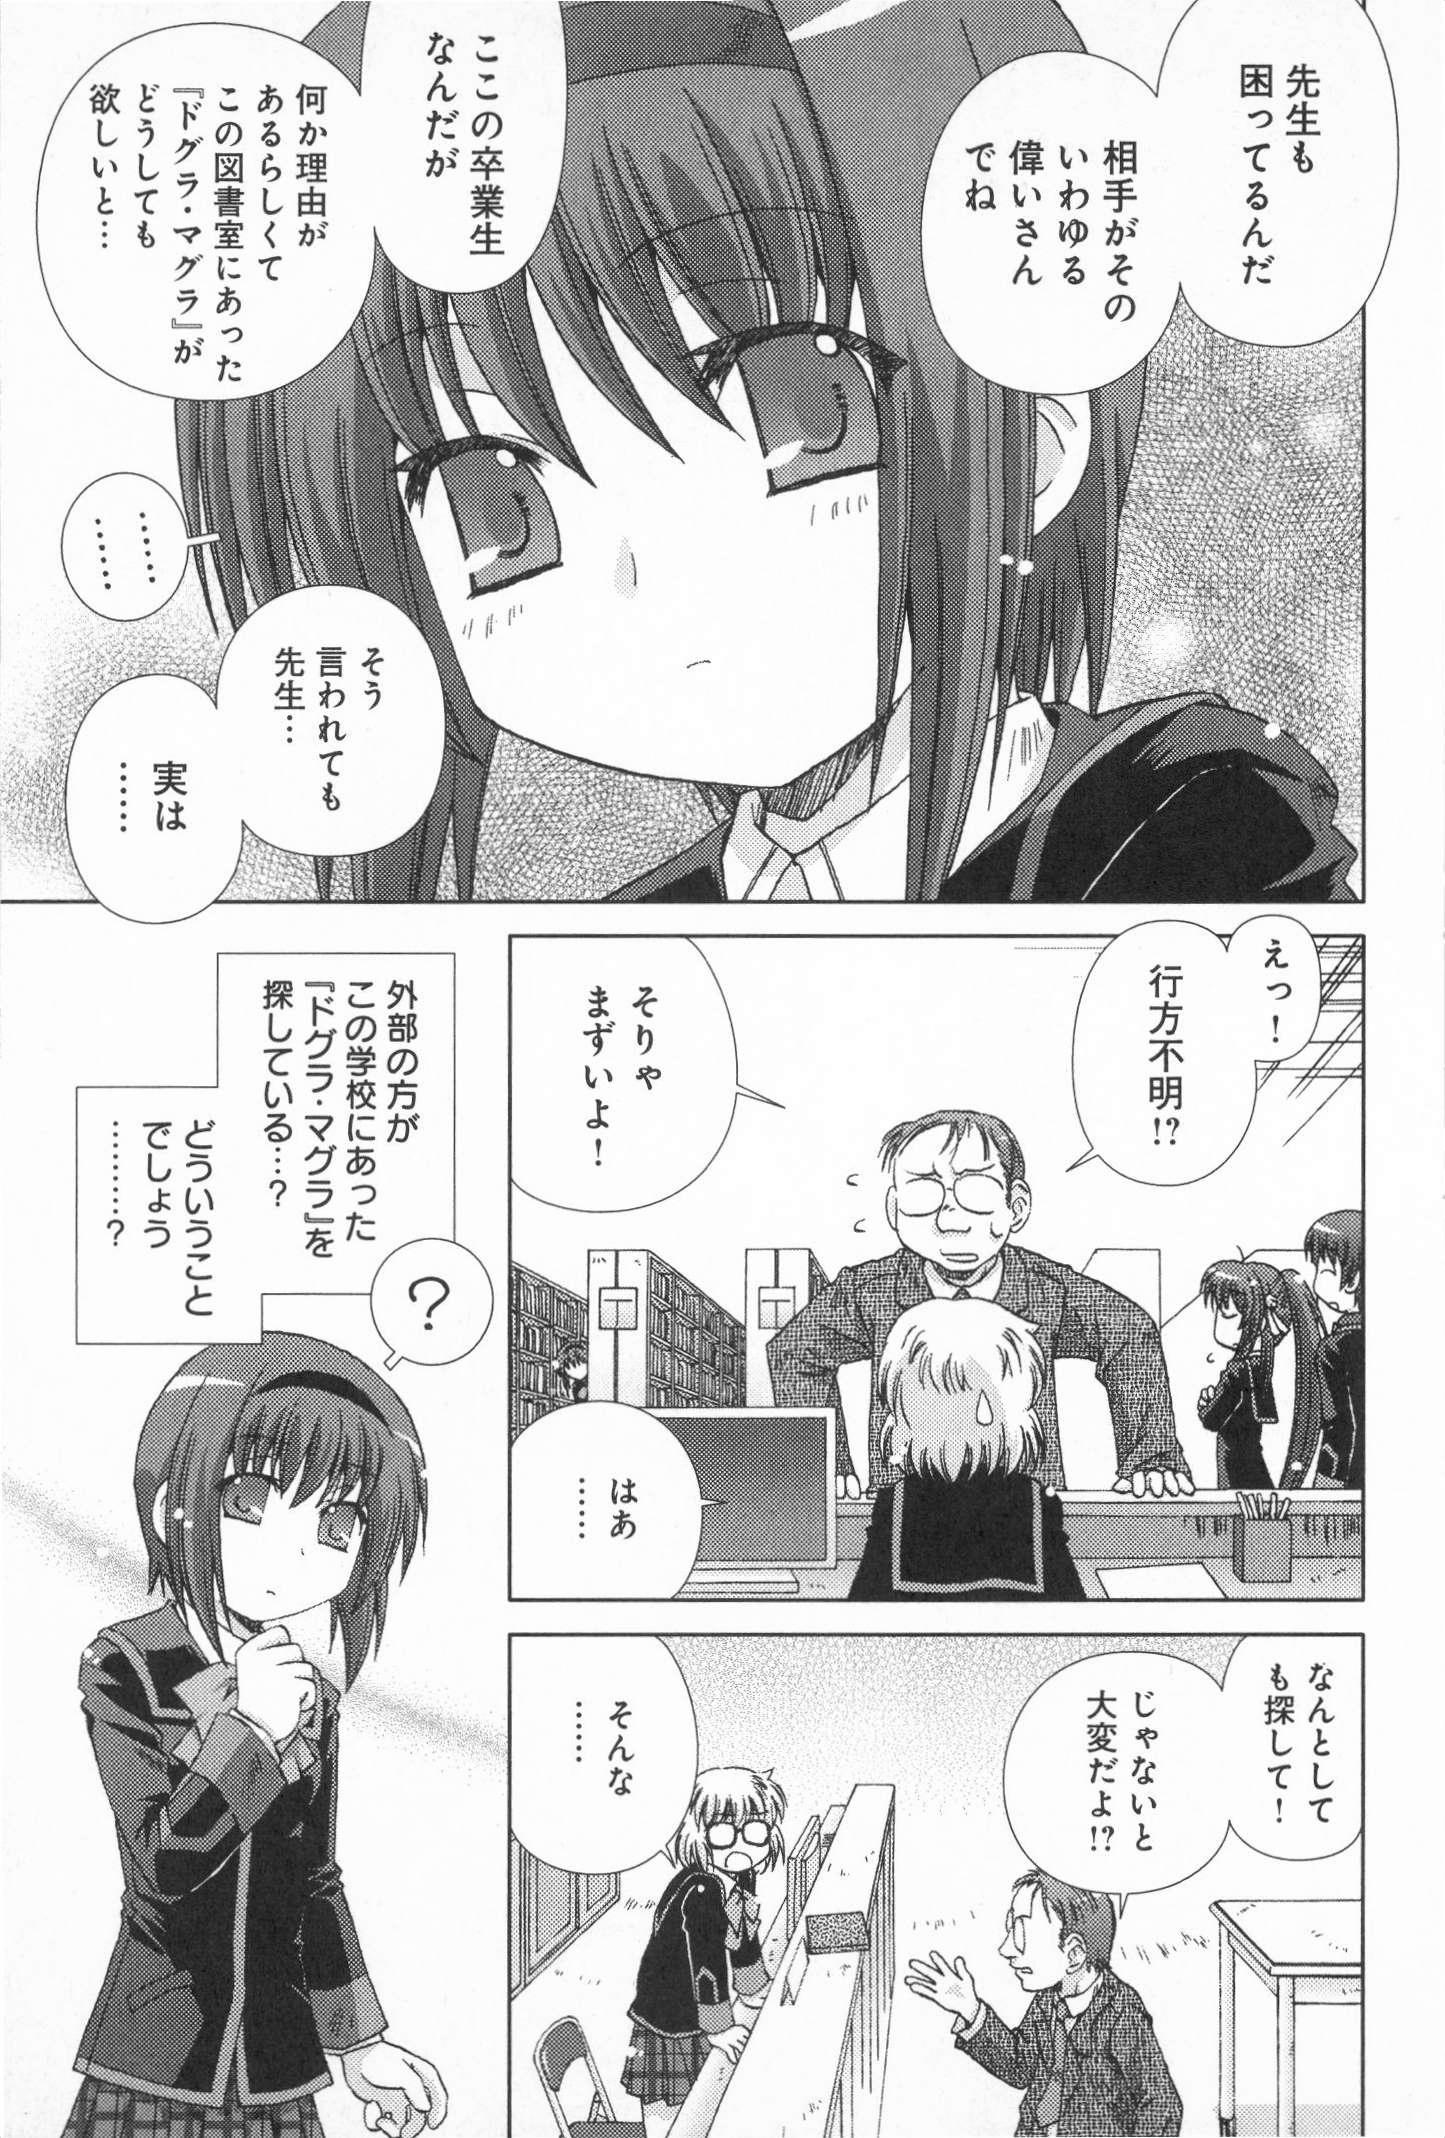 先生も
困ってるんだ
相手がその
いわゆる
偉いさん
でね
ここの卒業生
なんだが
何か理由が
あるらしくて
この図書室にあった
『ドグラ・マグラ』が
どうしても
欲しいと…
……
……
そう
言われても
先生…
実は
……
えっ！
行方不明!?
そりゃ
まずいよ！
はあ
……
なんとして
も探して！
じゃないと
大変だよ!?
そんな
……
外部の方が
この学校にあった
『ドグラ・マグラ』を
探している…？
どういうこと
でしょう
………？
？